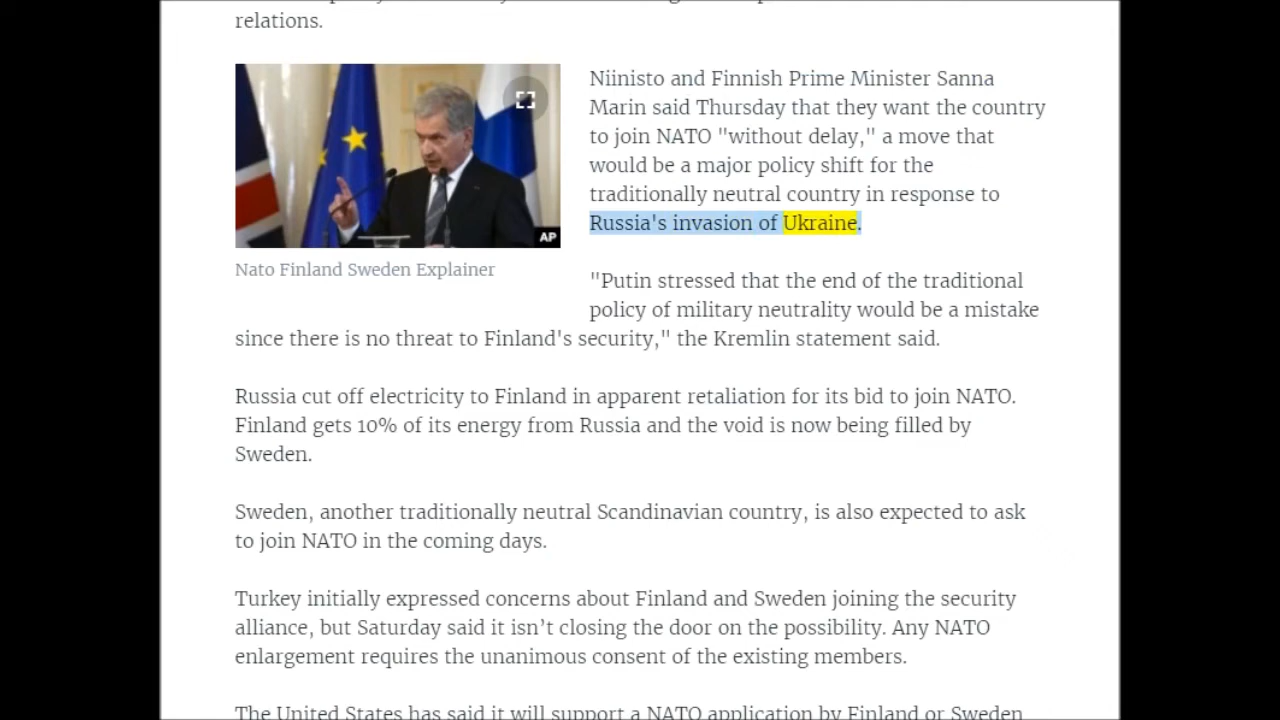 relations.
AP
Nato Finland Sweden Explainer
Niinisto and Finnish Prime Minister Sanna
Marin said Thursday that they want the country
to join NATO "without delay," a move that
would be a major policy shift for the
traditionally neutral country in response to
Russia's invasion of Ukraine.
"Putin stressed that the end of the traditional
policy of military neutrality would be a mistake
since there is no threat to Finland's security," the Kremlin statement said.
Russia cut off electricity to Finland in apparent retaliation for its bid to join NATO.
Finland gets 10% of its energy from Russia and the void is now being filled by
Sweden.
Sweden, another traditionally neutral Scandinavian country, is also expected to ask
to join NATO in the coming days.
Turkey initially expressed concerns about Finland and Sweden joining the security
alliance, but Saturday said it isn’t closing the door on the possibility. Any NATO
enlargement requires the unanimous consent of the existing members.
The United States has said it will support a NATO application by Finland or Sweden